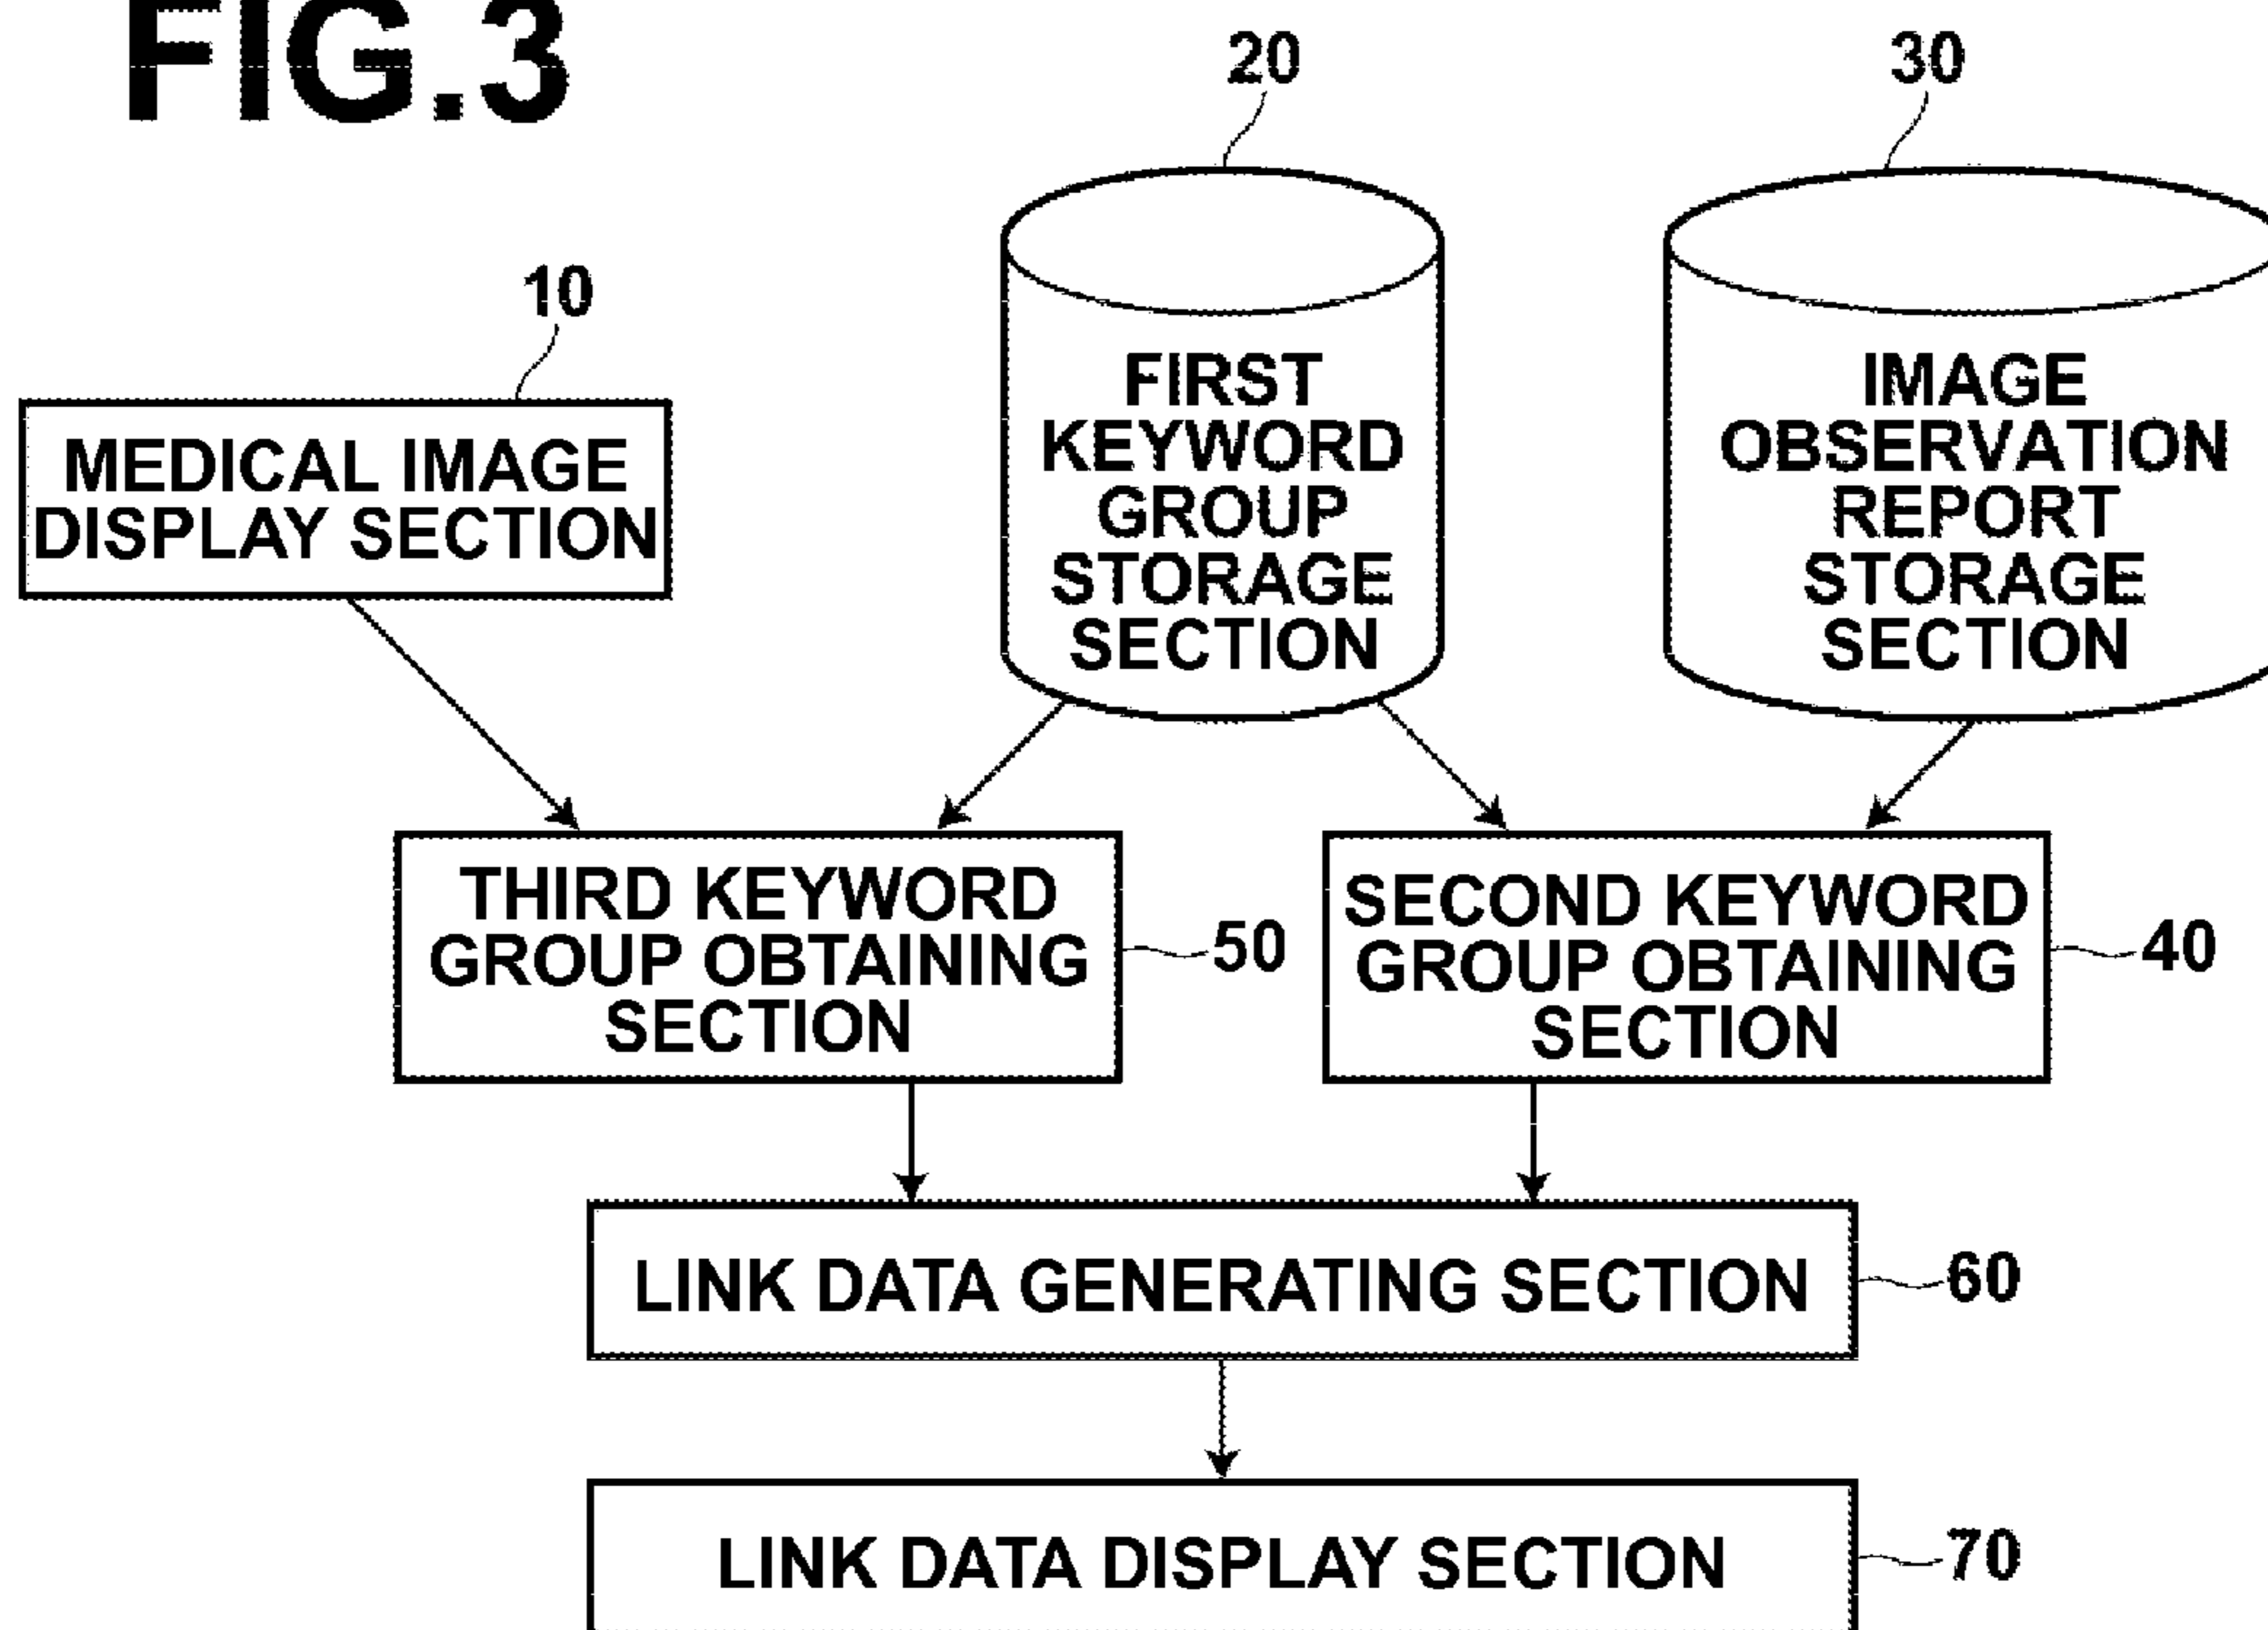 FIG.3
20
30
10
MEDICAL IMAGE
DISPLAY SECTION
FIRST
KEYWORD
GROUP
STORAGE
SECTION
IMAGE
OBSERVATION
REPORT
STORAGE
SECTION
THIRD KEYWORD
GROUP OBTAINING
SECTION
50
SECOND KEYWORD
GROUP OBTAINING
SECTION
40
LINK DATA GENERATING SECTION
60
LINK DATA DISPLAY SECTION
70